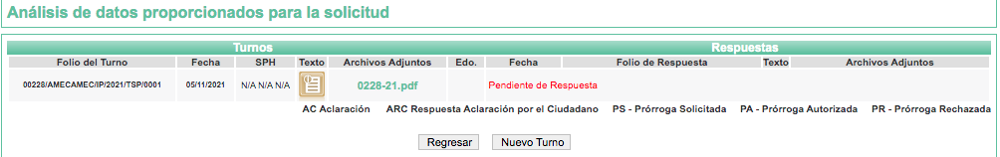 Análisis de datos proporcionados para la solicitud
Turnos Respuestas
Folio del Turno Fecha SPH Texto Archivos Adjuntos Edo. Fecha Folio de Respuesta Texto Archivos Adjuntos
00228/AMECAMEC/IP/2021/TSP/0001 05/11/2021 N/A N/A N/A 0228-21.pdf Pendiente de Respuesta
AC Aclaración ARC Respuesta Aclaración por el Ciudadano PS - Prórroga Solicitada PA - Prórroga Autorizada PR - Prórroga Rechazada
Regresar Nuevo Turno